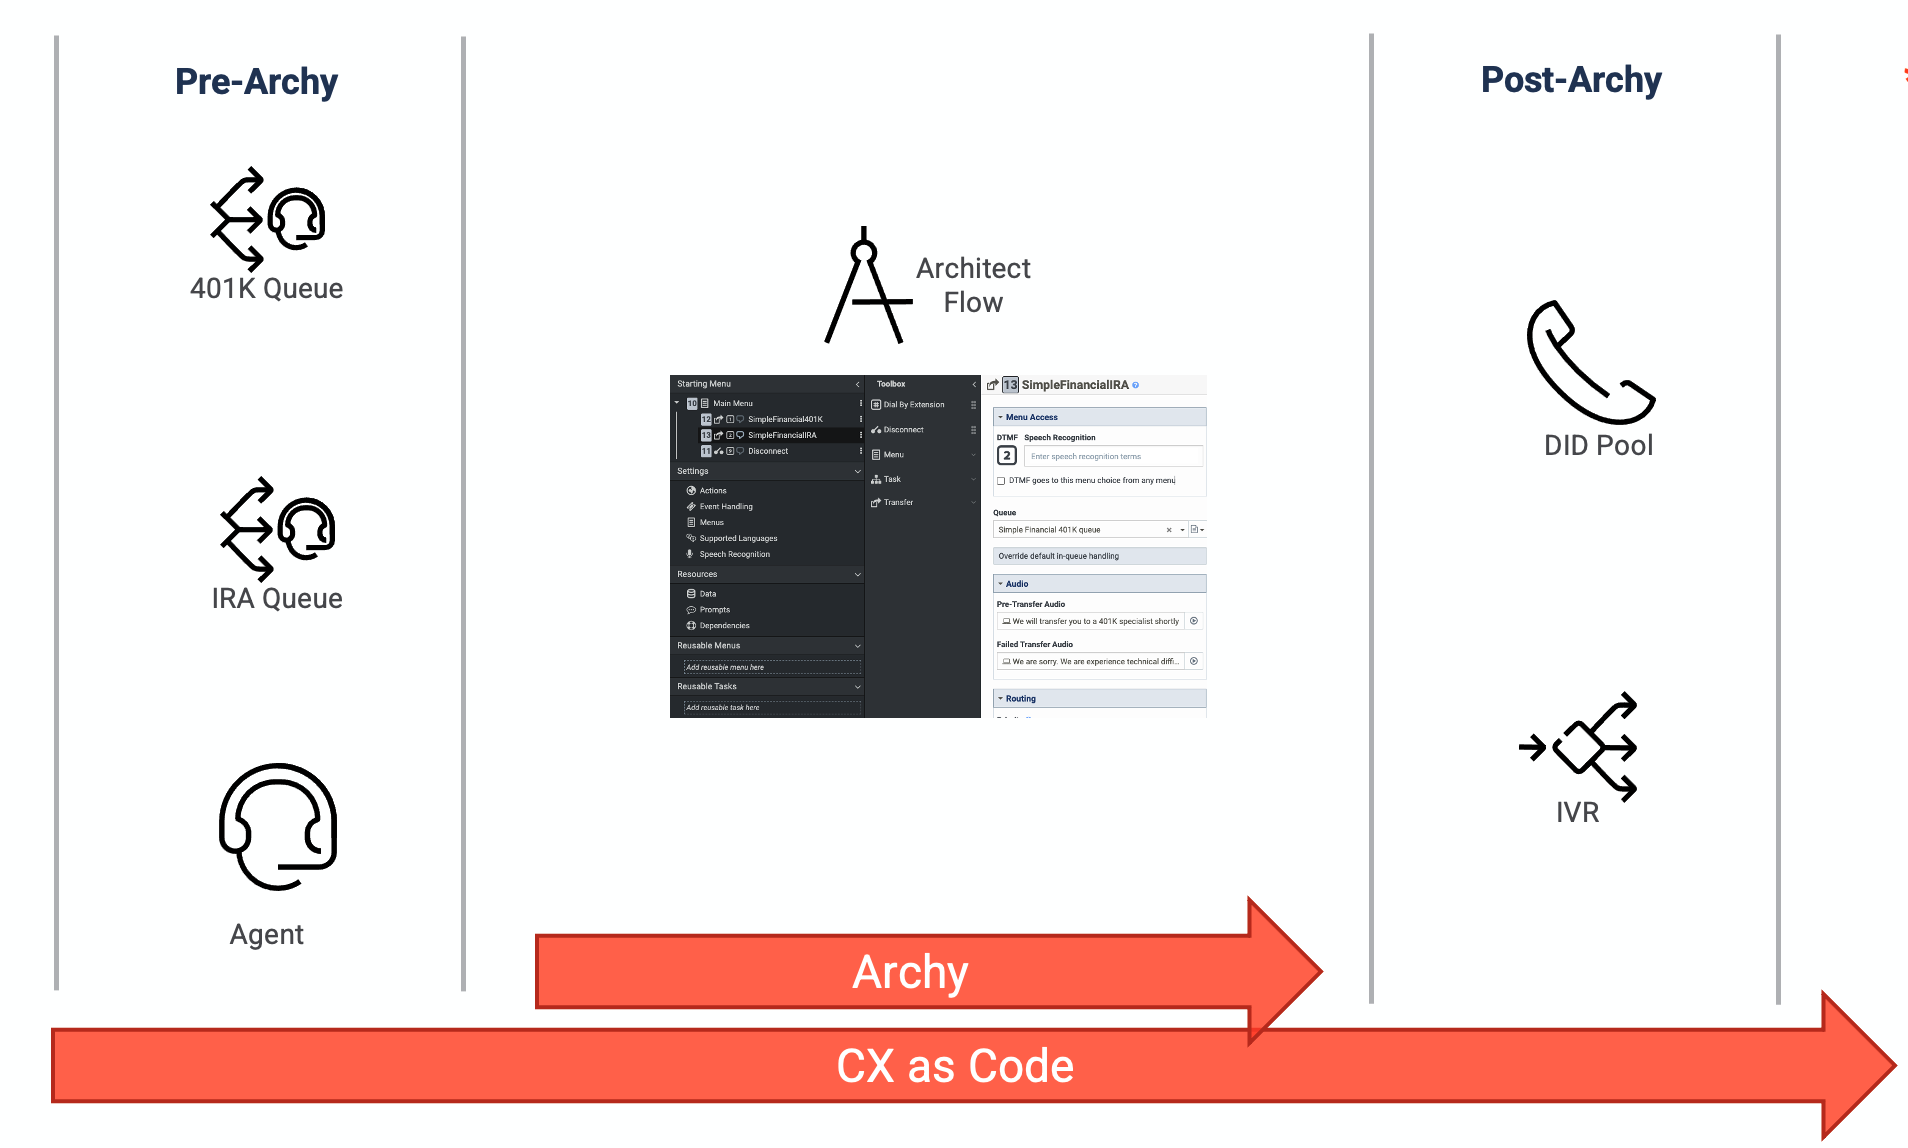 Pre-Archy
401K Queue
IRA Queue
Agent
Architect
Flow
Starting Menu
10 Main Menu
12 1 SimpleFinancial401K
13 2 SimpleFinancialIRA
11 9 Disconnect
Settings
Actions
Event Handling
Menus
Supported Languages
Speech Recognition
Resources
Data
Prompts
Dependencies
Reusable Menus
Add reusable menu here
Reusable Tasks
Add reusable task here
Toolbox
Dial By Extension
Disconnect
Menu
Task
Transfer
13 SimpleFinancialIRA
Menu Access
DTMF Speech Recognition
2 Enter speech recognition terms
DTMF goes to this menu choice from any menu
Queue
Simple Financial 401K queue
Override default in-queue handling
Audio
Pre-Transfer Audio
We will transfer you to a 401K specialist shortly
Failed Transfer Audio
We are sorry. We are experience technical diffi...
Routing
Post-Archy
DID Pool
IVR
Archy
CX as Code